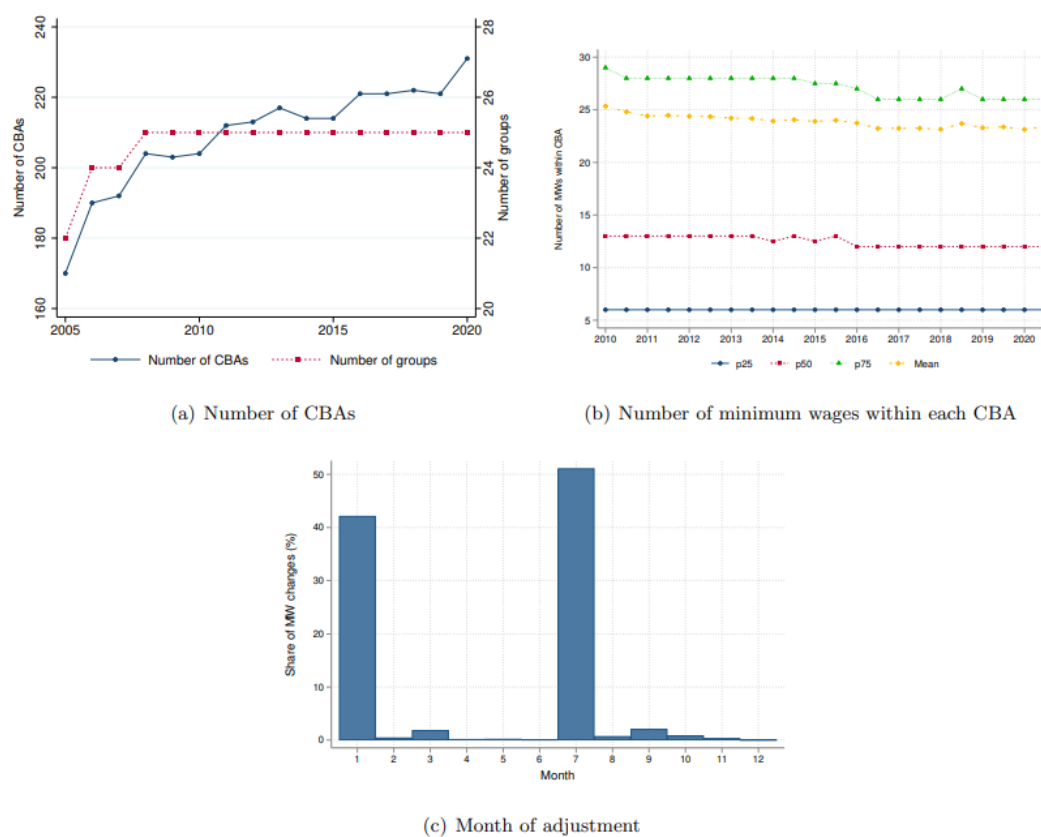 240
220
200
180
160
Number of CBAs
28
26
24
22
20
Number of groups
2005 2010 2015 2020
Number of CBAs Number of groups
(a) Number of CBAs
30
25
20
15
10
5
Number of MWs within CBA
2010 2011 2012 2013 2014 2015 2016 2017 2018 2019 2020
p25 p50 p75 Mean
(b) Number of minimum wages within each CBA
50
40
30
20
10
0
Share of MW changes (%)
1 2 3 4 5 6 7 8 9 10 11 12
Month
(c) Month of adjustment